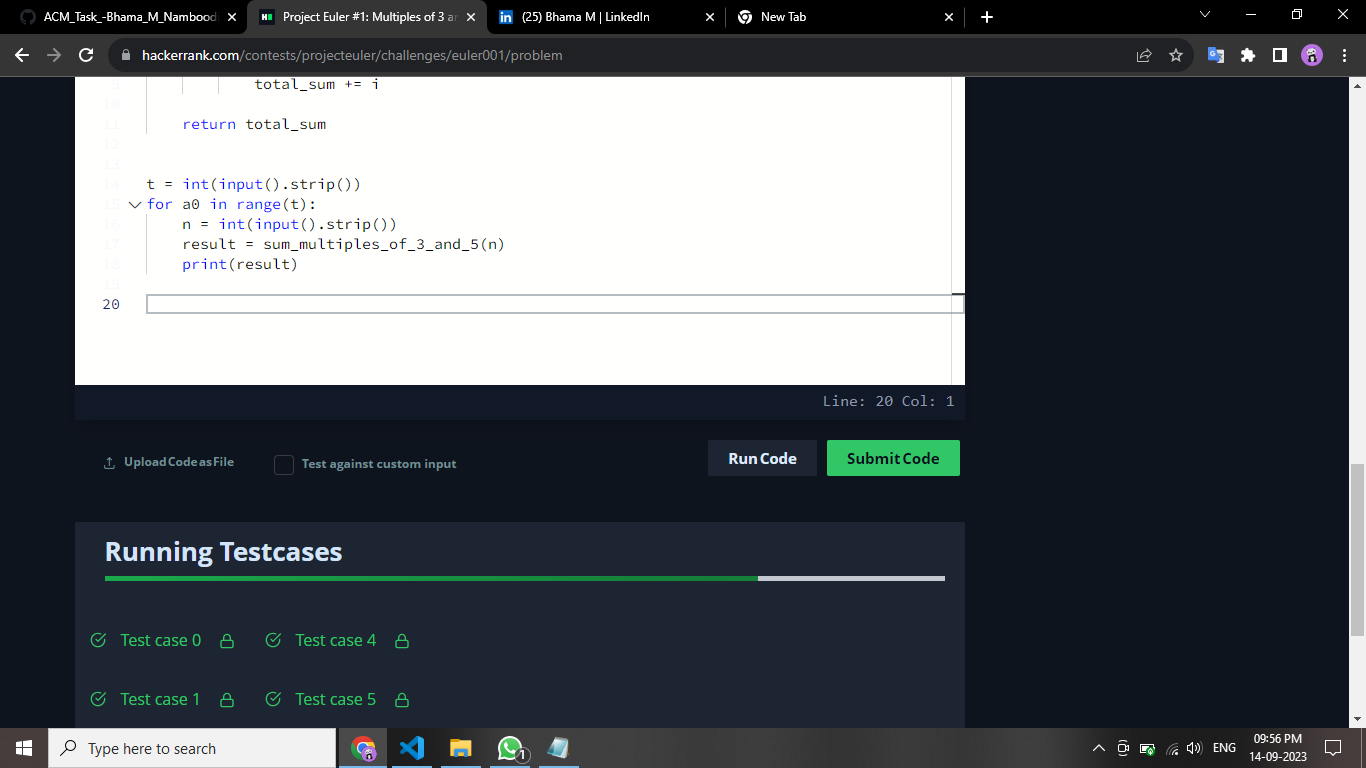 ACM_Task_-Bhama_M_Nambood
Project Euler #1: Multiples of 3 ar
(25) Bhama M | LinkedIn
New Tab
hackerrank.com/contests/projecteuler/challenges/euler001/problem
9 total_sum += i
10
11 return total_sum
12
13
14 t = int(input().strip())
15 for a0 in range(t):
16 n = int(input().strip())
17 result = sum_multiples_of_3_and_5(n)
18 print(result)
19
20
Line: 20 Col: 1
Upload Code as File
Test against custom input
Run Code
Submit Code
Running Testcases
Test case 0
Test case 4
Test case 1
Test case 5
Type here to search
1
ENG
09:56 PM
14-09-2023